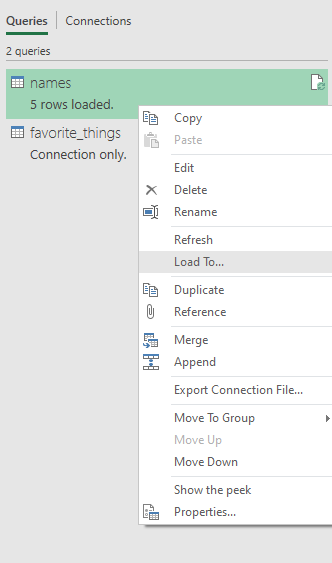 Queries Connections
2 queries
names
5 rows loaded.
favorite_things
Connection only.
Copy
Paste
Edit
Delete
Rename
Refresh
Load To...
Duplicate
Reference
Merge
Append
Export Connection File...
Move To Group
Move Up
Move Down
Show the peek
Properties...